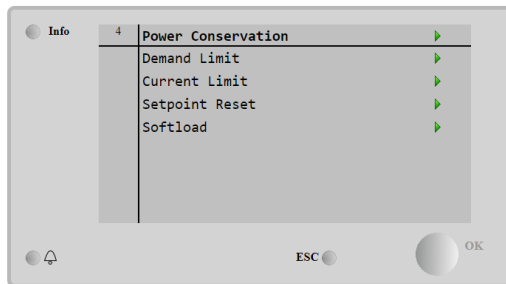 Info
4 Power Conservation
Demand Limit
Current Limit
Setpoint Reset
Softload
ESC
OK